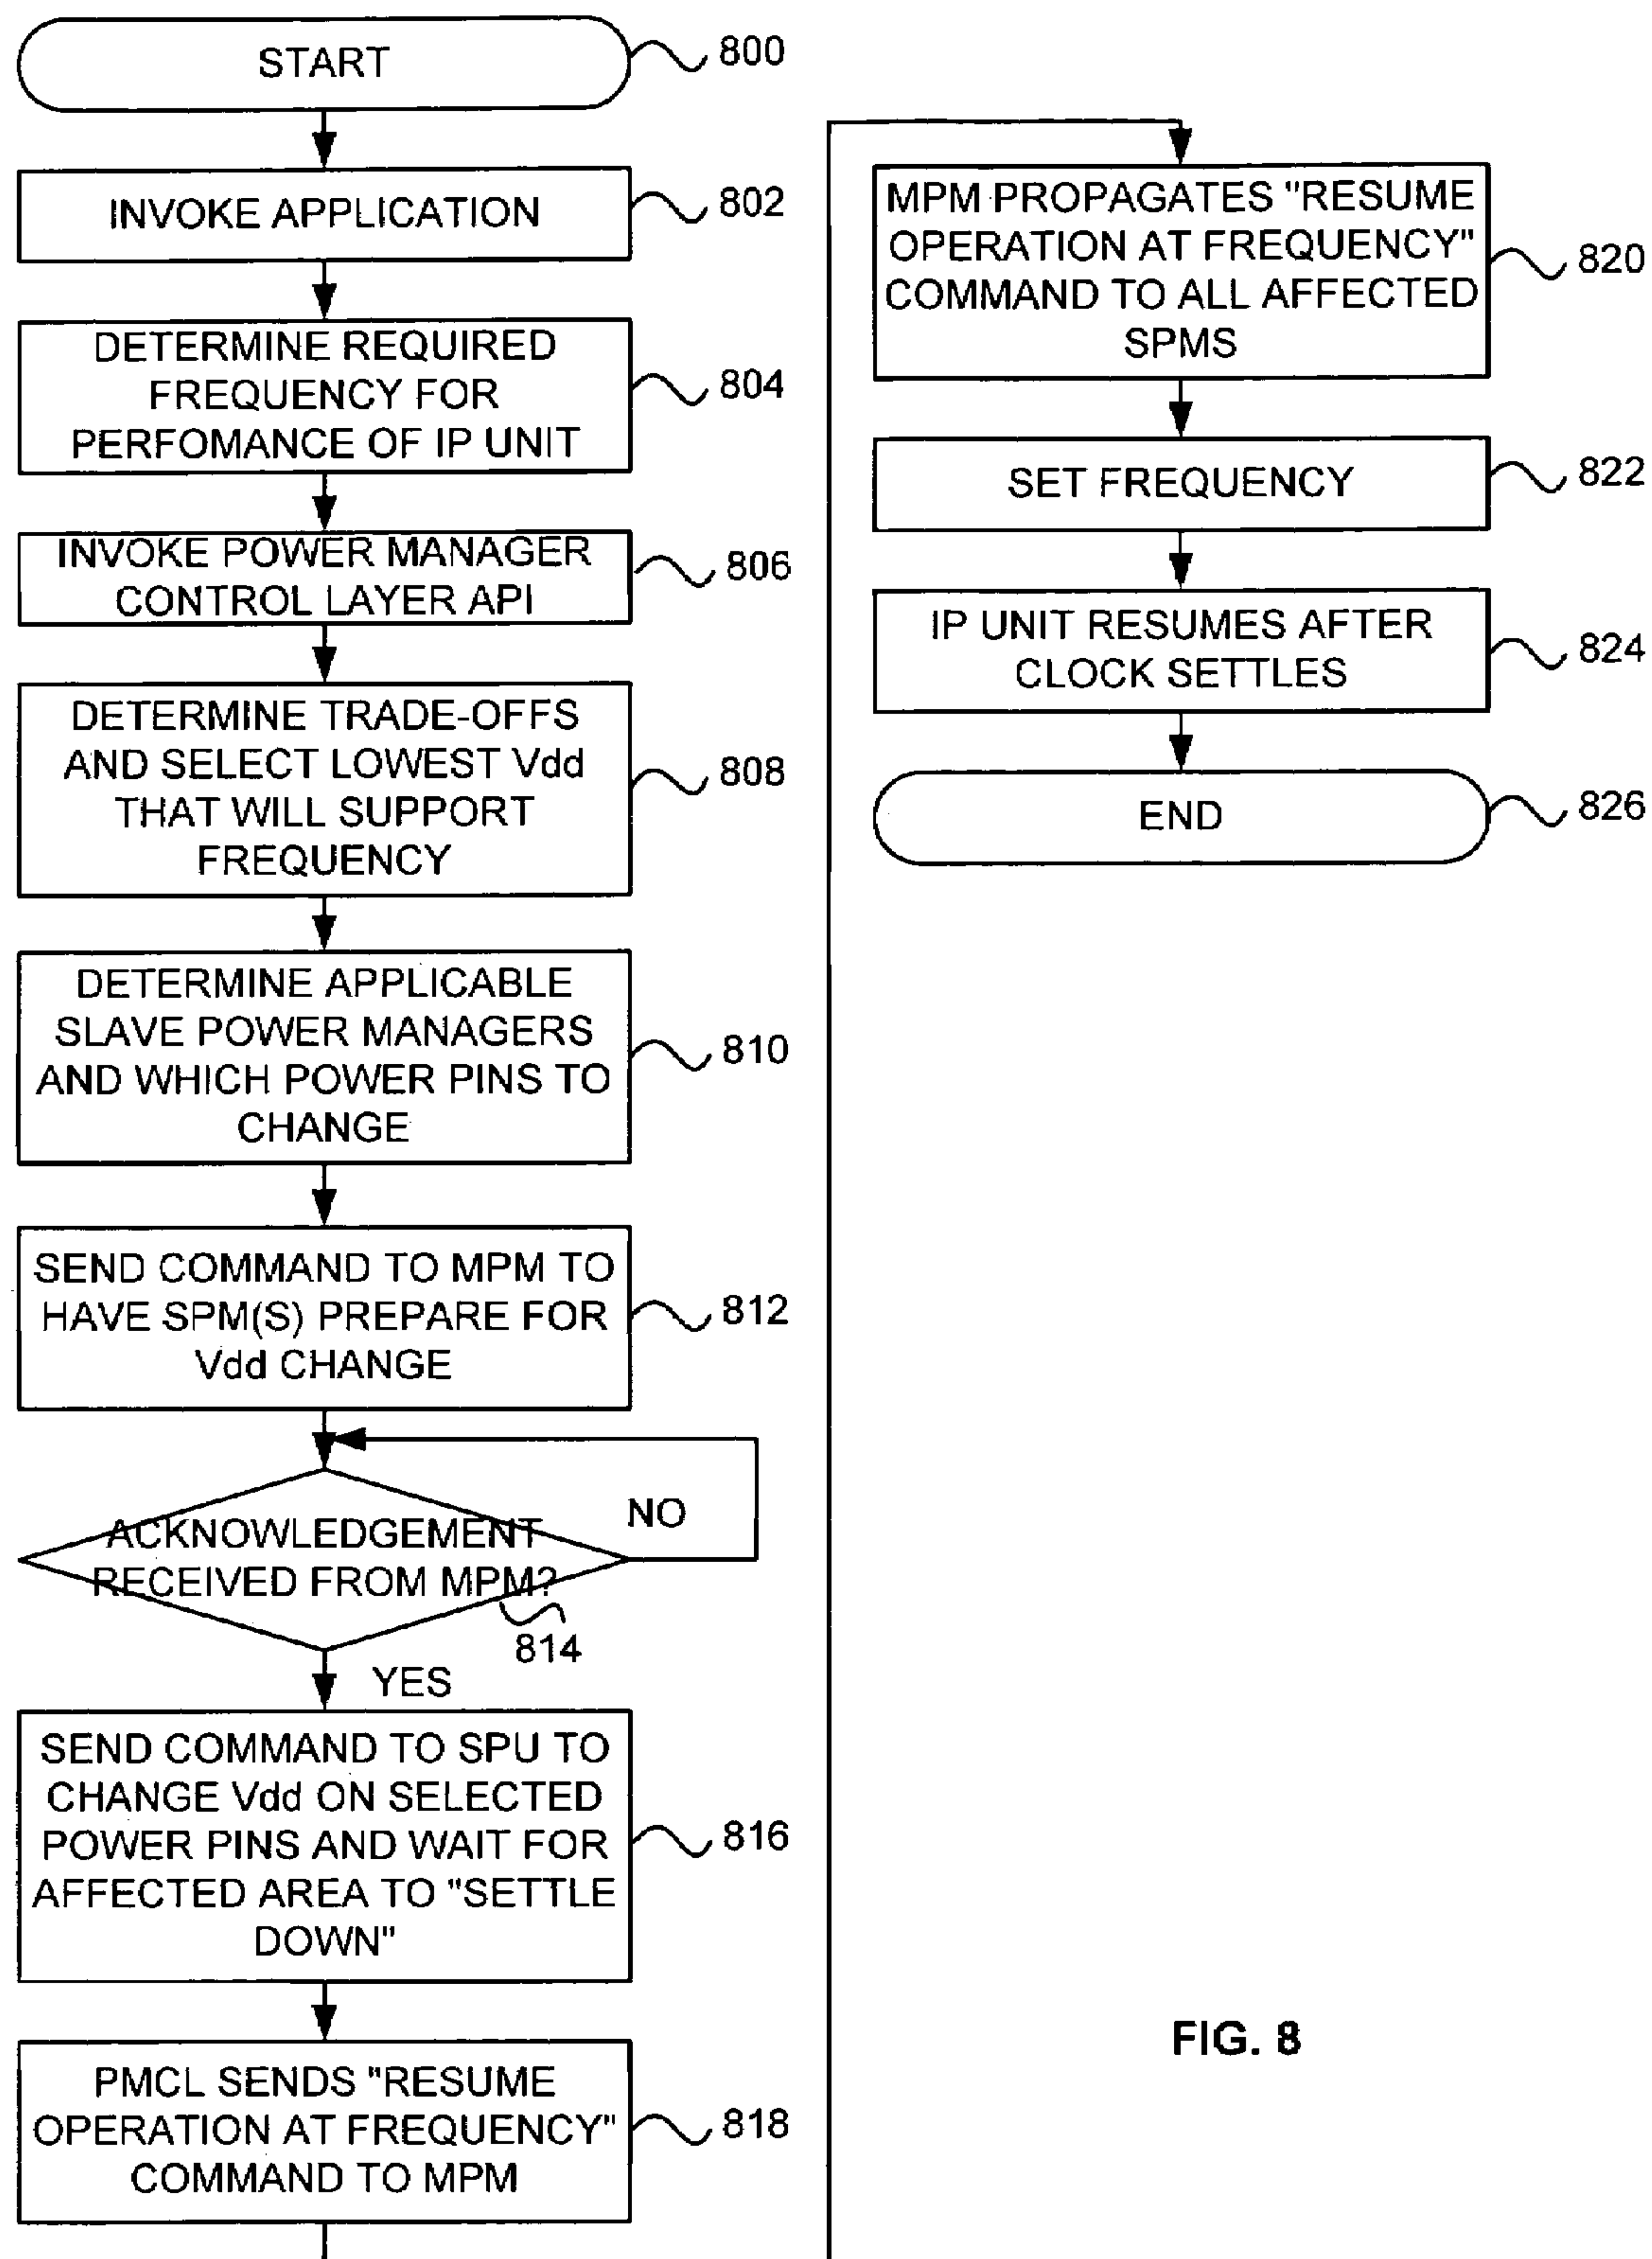 START
800
INVOKE APPLICATION
802
DETERMINE REQUIRED
FREQUENCY FOR
PERFOMANCE OF IP UNIT
804
INVOKE POWER MANAGER
CONTROL LAYER API
806
DETERMINE TRADE-OFFS
AND SELECT LOWEST Vdd
THAT WILL SUPPORT
FREQUENCY
808
DETERMINE APPLICABLE
SLAVE POWER MANAGERS
AND WHICH POWER PINS TO
CHANGE
810
SEND COMMAND TO MPM TO
HAVE SPM(S) PREPARE FOR
Vdd CHANGE
812
ACKNOWLEDGEMENT
RECEIVED FROM MPM?
NO
814
YES
SEND COMMAND TO SPU TO
CHANGE Vdd ON SELECTED
POWER PINS AND WAIT FOR
AFFECTED AREA TO "SETTLE
DOWN"
816
PMCL SENDS "RESUME
OPERATION AT FREQUENCY"
COMMAND TO MPM
818
MPM PROPAGATES "RESUME
OPERATION AT FREQUENCY"
COMMAND TO ALL AFFECTED
SPMS
820
SET FREQUENCY
822
IP UNIT RESUMES AFTER
CLOCK SETTLES
824
END
826
FIG. 8